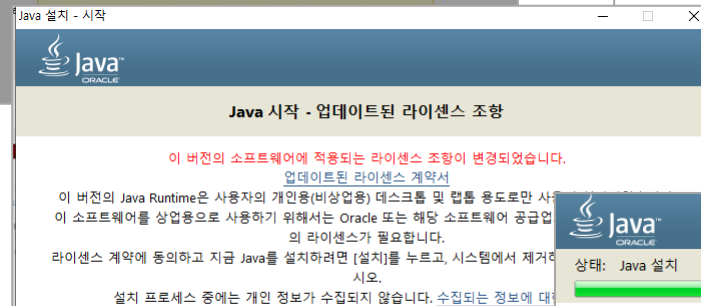 Java 설치 - 시작
Java™
ORACLE
Java 시작 - 업데이트된 라이센스 조항
이 버전의 소프트웨어에 적용되는 라이센스 조항이 변경되었습니다.
업데이트된 라이센스 계약서
이 버전의 Java Runtime은 사용자의 개인용(비상업용) 데스크톱 및 랩톱 용도로만
이 소프트웨어를 상업용으로 사용하기 위해서는 Oracle 또는 해당 소프트웨어 공급업
의 라이센스가 필요합니다.
라이센스 계약에 동의하고 지금 Java를 설치하려면 [설치]를 누르고, 시스템에서 제거하
시오.
설치 프로세스 중에는 개인 정보가 수집되지 않습니다. 수집되는 정보에 대
Java™
ORACLE
상태: Java 설치